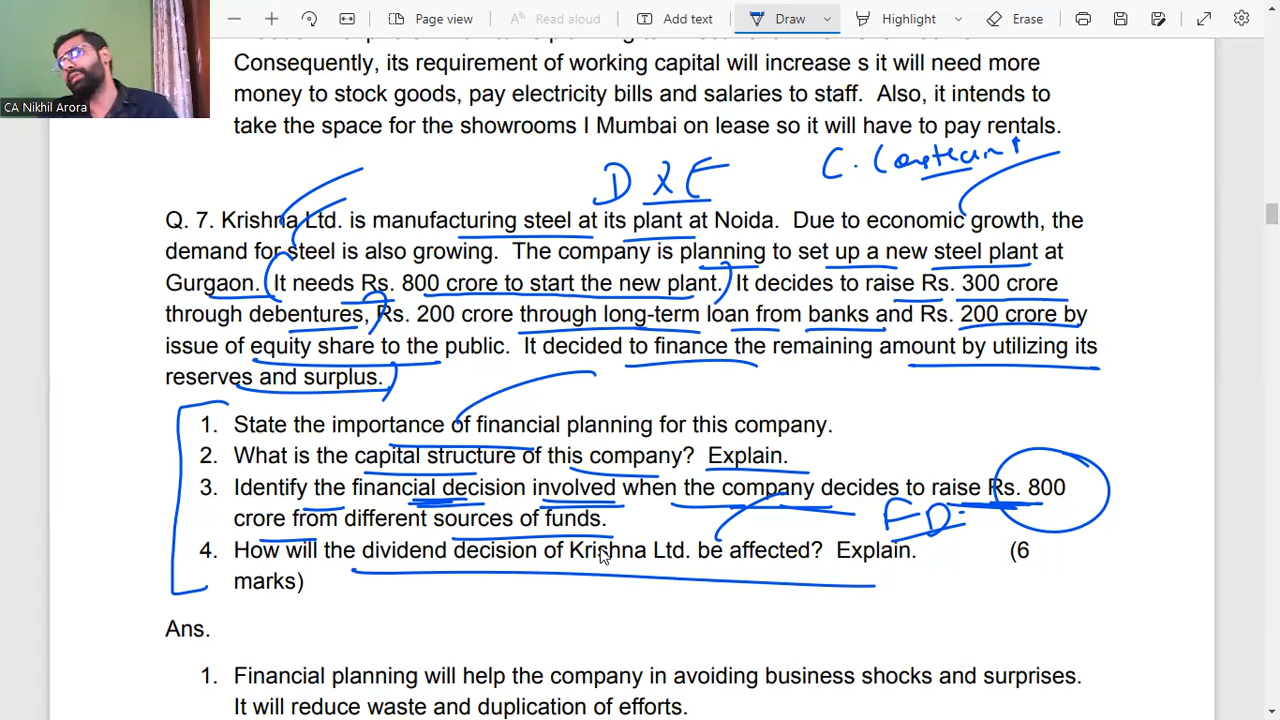 Page view
Read aloud
Add text
Draw
Highlight
Erase
CA Nikhil Arora
Consequently, its requirement of working capital will increase s it will need more
money to stock goods, pay electricity bills and salaries to staff. Also, it intends to
take the space for the showrooms I Mumbai on lease so it will have to pay rentals.
D x E
Q. 7. Krishna Ltd. is manufacturing steel at its plant at Noida. Due to economic growth, the
demand for steel is also growing. The company is planning to set up a new steel plant at
Gurgaon. It needs Rs. 800 crore to start the new plant. It decides to raise Rs. 300 crore
through debentures, Rs. 200 crore through long-term loan from banks and Rs. 200 crore by
issue of equity share to the public. It decided to finance the remaining amount by utilizing its
reserves and surplus.
1. State the importance of financial planning for this company.
2. What is the capital structure of this company? Explain.
3. Identify the financial decision involved when the company decides to raise Rs. 800
crore from different sources of funds.
F D:
4. How will the dividend decision of Krishna Ltd. be affected? Explain. (6
marks)
Ans.
1. Financial planning will help the company in avoiding business shocks and surprises.
It will reduce waste and duplication of efforts.